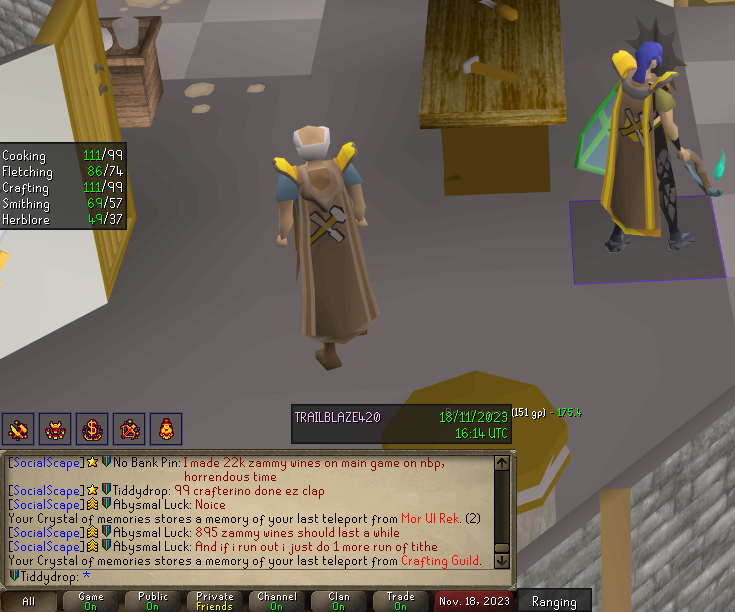 Cooking 111/99
Fletching 86/74
Crafting 111/99
Smithing 69/57
Herblore 49/37
TRAILBLAZE420 18/11/2023
16:14 UTC
(151 gp) - 175.4
[SocialScape] No Bank Pin: I made 22k zammy wines on main game on nbp,
horrendous time
[SocialScape] Tiddydrop: 99 crafterino done ez clap
[SocialScape] Abysmal Luck: Noice
Your Crystal of memories stores a memory of your last teleport from Mor Ul Rek. (2)
[SocialScape] Abysmal Luck: 895 zammy wines should last a while
[SocialScape] Abysmal Luck: And if i run out i just do 1 more run of tithe
Your Crystal of memories stores a memory of your last teleport from Crafting Guild.
Tiddydrop: *
All
Game
On
Public
On
Private
Friends
Channel
On
Clan
On
Trade
On
Nov. 18, 2023
Ranging